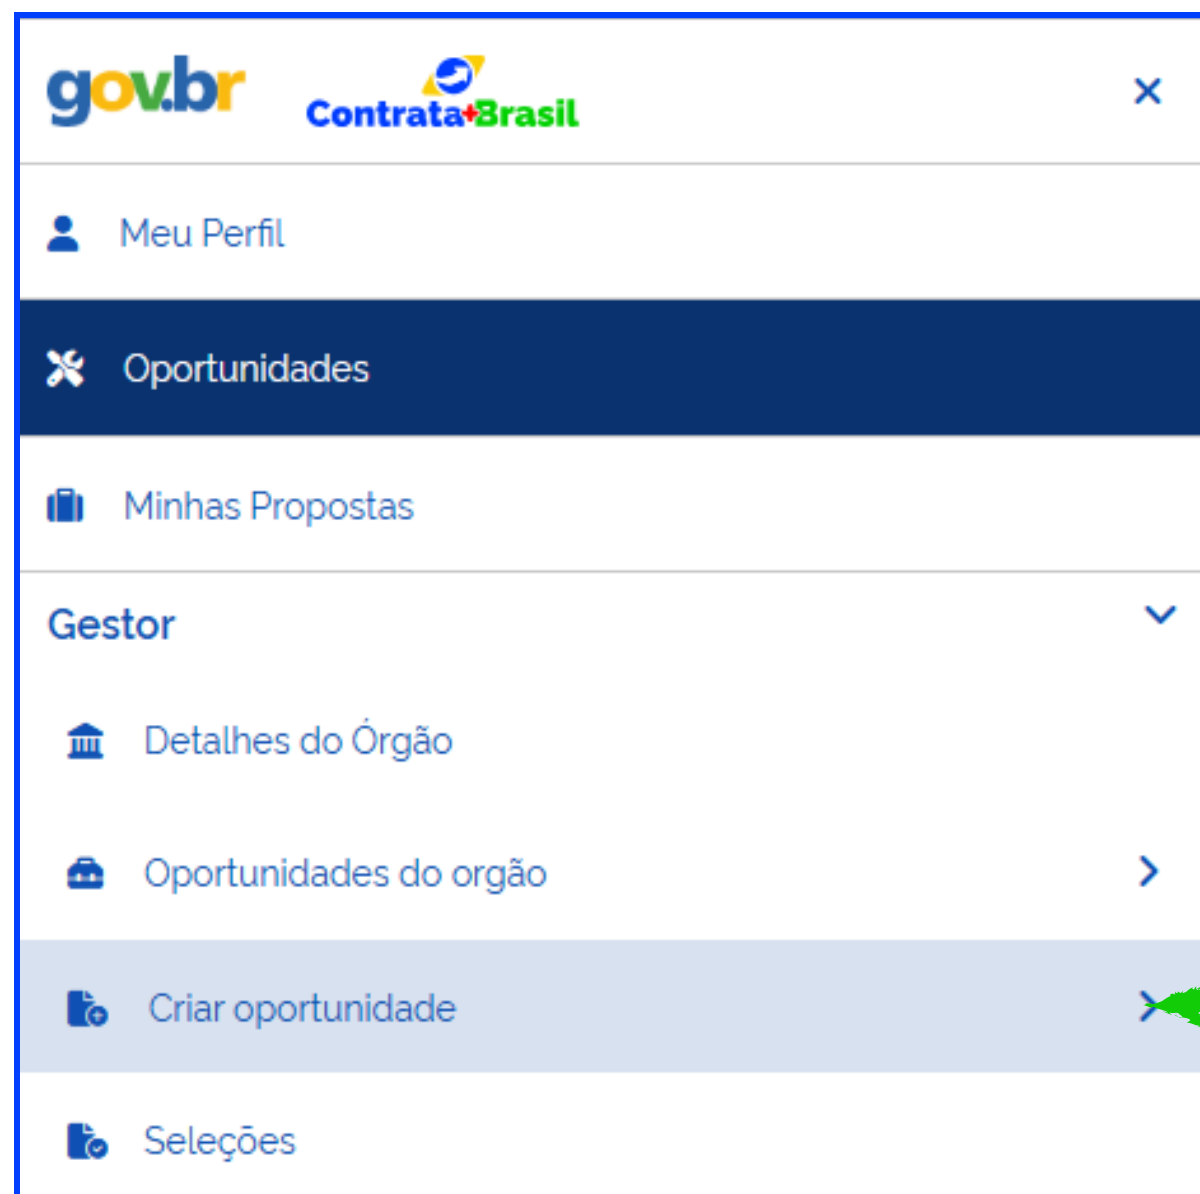 gov.br
Contrata+Brasil
Meu Perfil
Oportunidades
Minhas Propostas
Gestor
Detalhes do Órgão
Oportunidades do orgão
Criar oportunidade
Seleções